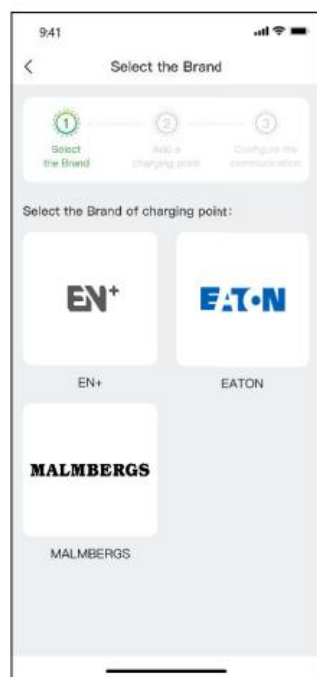 9:41
Select the Brand
1
2
3
Select
the Brand
Add a
charging point
Configure the
communication
Select the Brand of charging point:
EN+
EATON
EN+
EATON
MALMBERGS
MALMBERGS